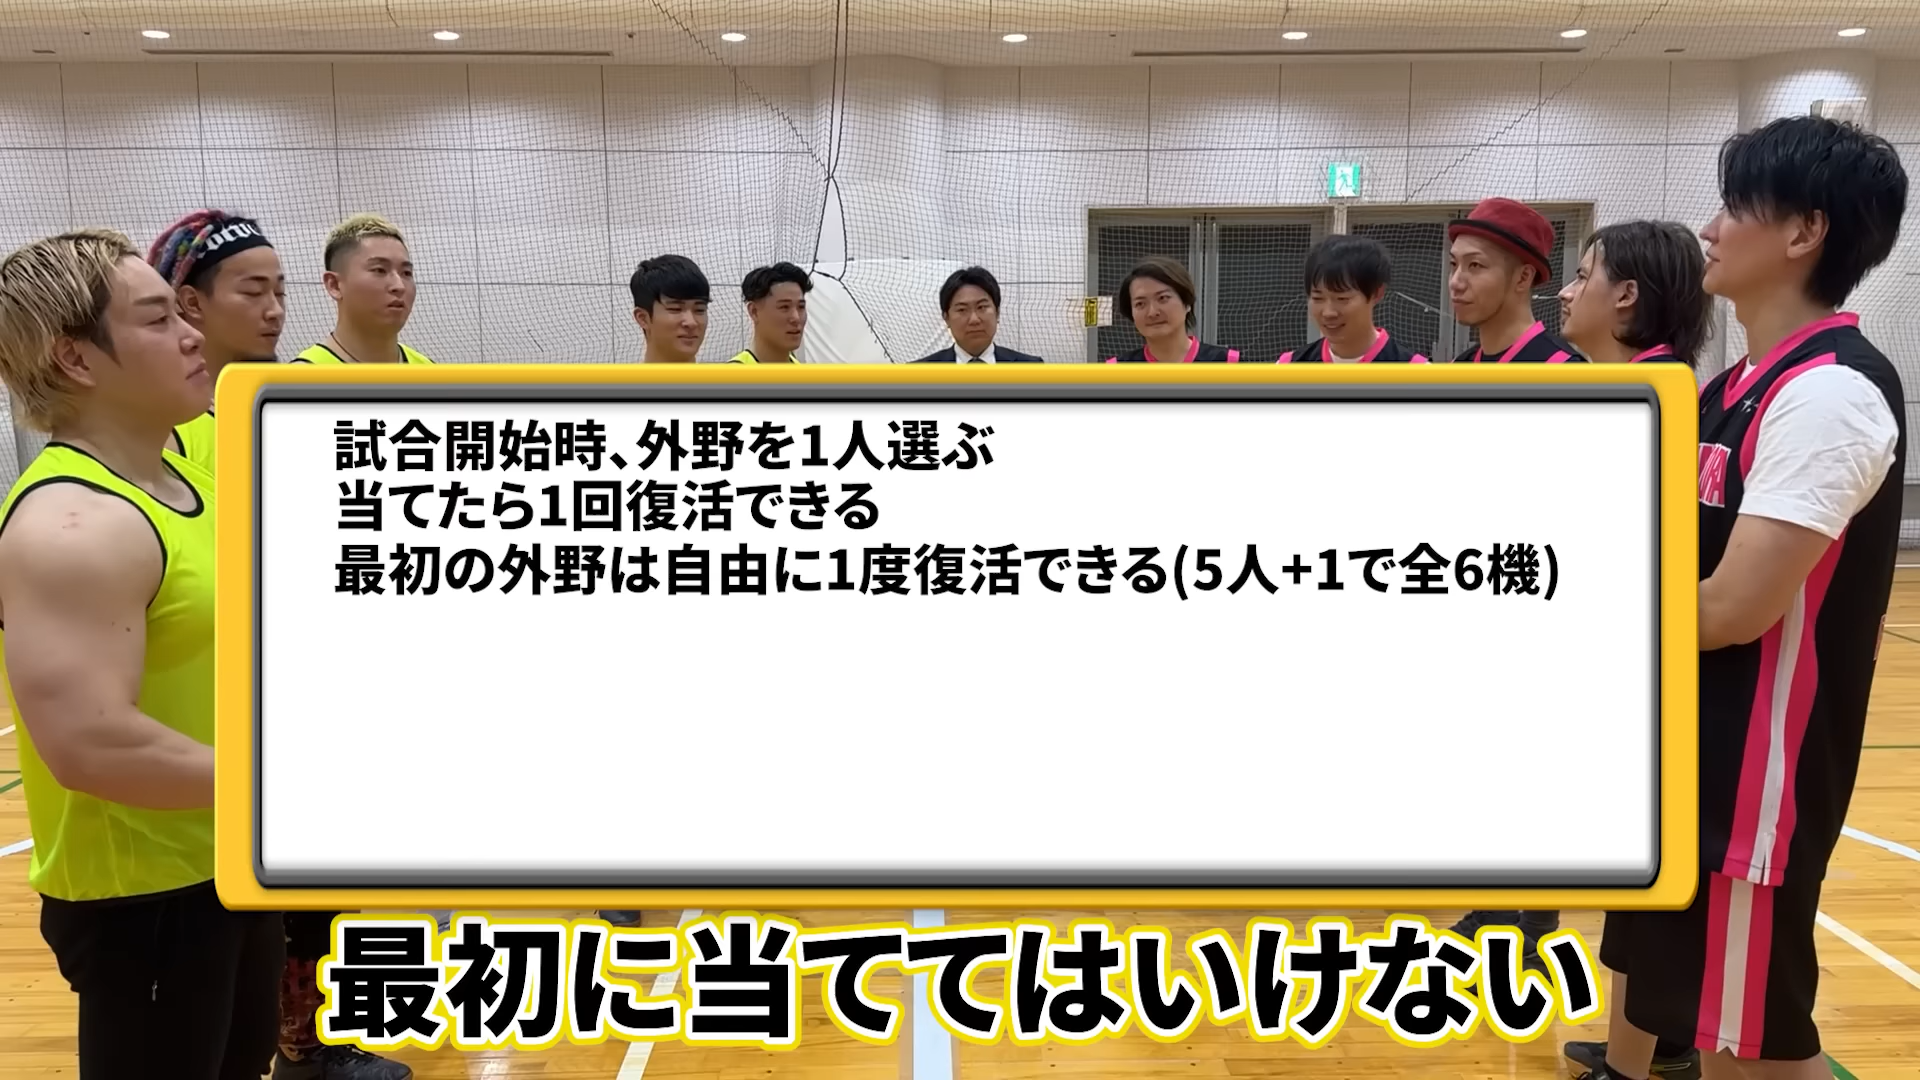 試合開始時、外野を1人選ぶ
当てたら1回復活できる
最初の外野は自由に1度復活できる(5人+1で全6機)
最初に当ててはいけない